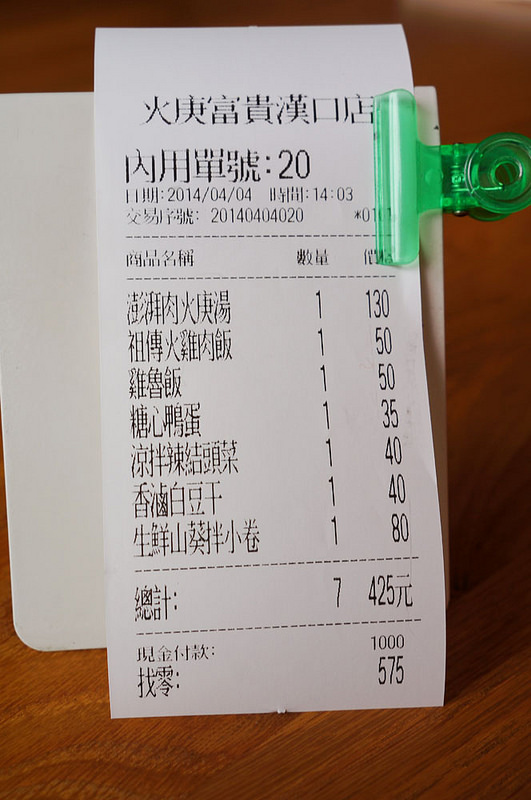 火庚富貴漢口店
內用單號:20
日期:2014/04/04 時間:14:03
交易序號: 20140404020
商品名稱 數量
澎湃肉火庚湯 1 130
祖傳火雞肉飯 1 50
雞魯飯 1 50
糖心鴨蛋 1 35
涼拌辣結頭菜 1 40
香滷白豆干 1 40
生鮮山葵拌小卷 1 80
總計: 7 425元
現金付款: 1000
找零: 575